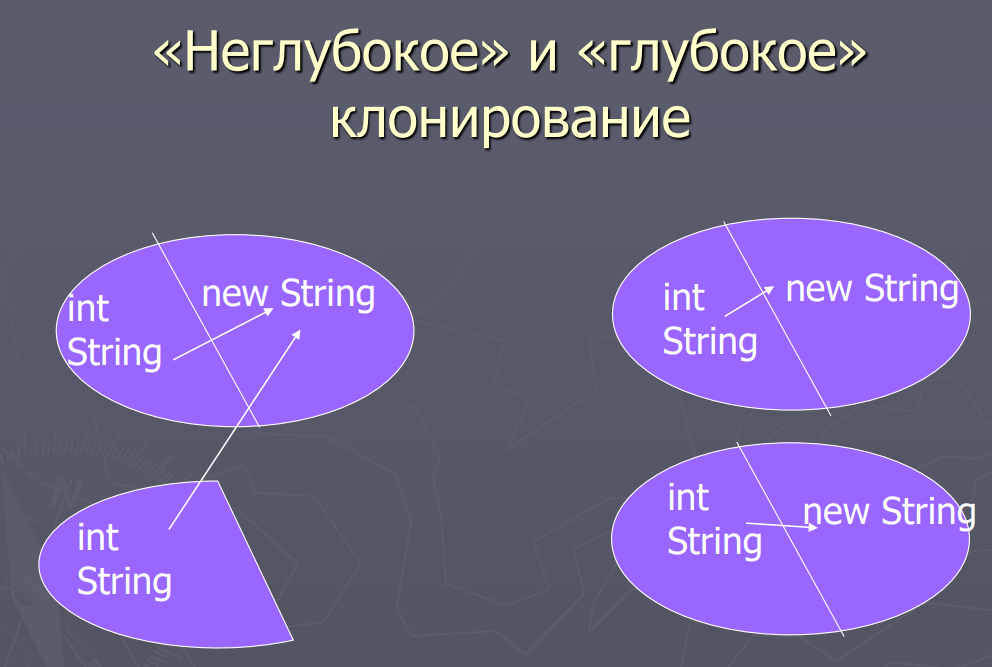 «Неглубокое» и «глубокое»
клонирование
int
String
new String
int
String
int
String
new String
int
String
new String
N